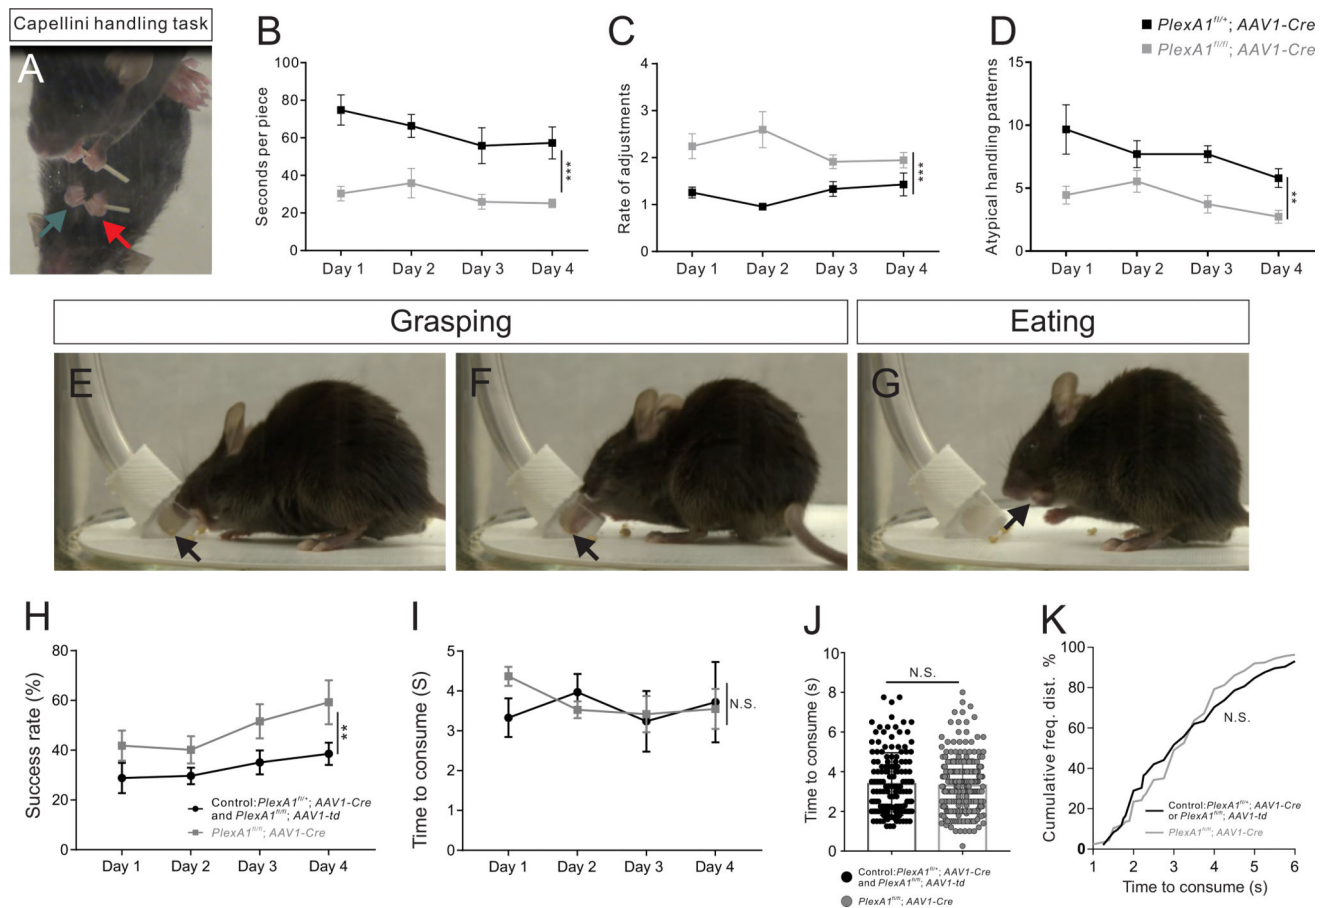 Capellini handling task
A
B
Seconds per piece
100
80
60
40
20
0
Day 1 Day 2 Day 3 Day 4
***
C
Rate of adjustments
4
3
2
1
0
Day 1 Day 2 Day 3 Day 4
***
D
PlexA1fl/+; AAV1-Cre
PlexA1fl/fl; AAV1-Cre
Atypical handling patterns
15
10
5
0
Day 1 Day 2 Day 3 Day 4
**
Grasping
Eating
E
F
G
H
Success rate (%)
80
60
40
20
0
Day 1 Day 2 Day 3 Day 4
**
Control:PlexA1fl/+; AAV1-Cre
and PlexA1fl/fl; AAV1-td
PlexA1fl/fl; AAV1-Cre
I
Time to consume (S)
5
4
3
2
1
0
Day 1 Day 2 Day 3 Day 4
N.S.
J
Time to consume (s)
10
8
6
4
2
0
N.S.
Control:PlexA1fl/+; AAV1-Cre
and PlexA1fl/fl; AAV1-td
PlexA1fl/fl; AAV1-Cre
K
Cumulative freq. dist. %
100
80
60
40
20
0
N.S.
Control:PlexA1fl/+; AAV1-Cre
or PlexA1fl/fl; AAV1-td
PlexA1fl/fl; AAV1-Cre
1 2 3 4 5 6
Time to consume (s)